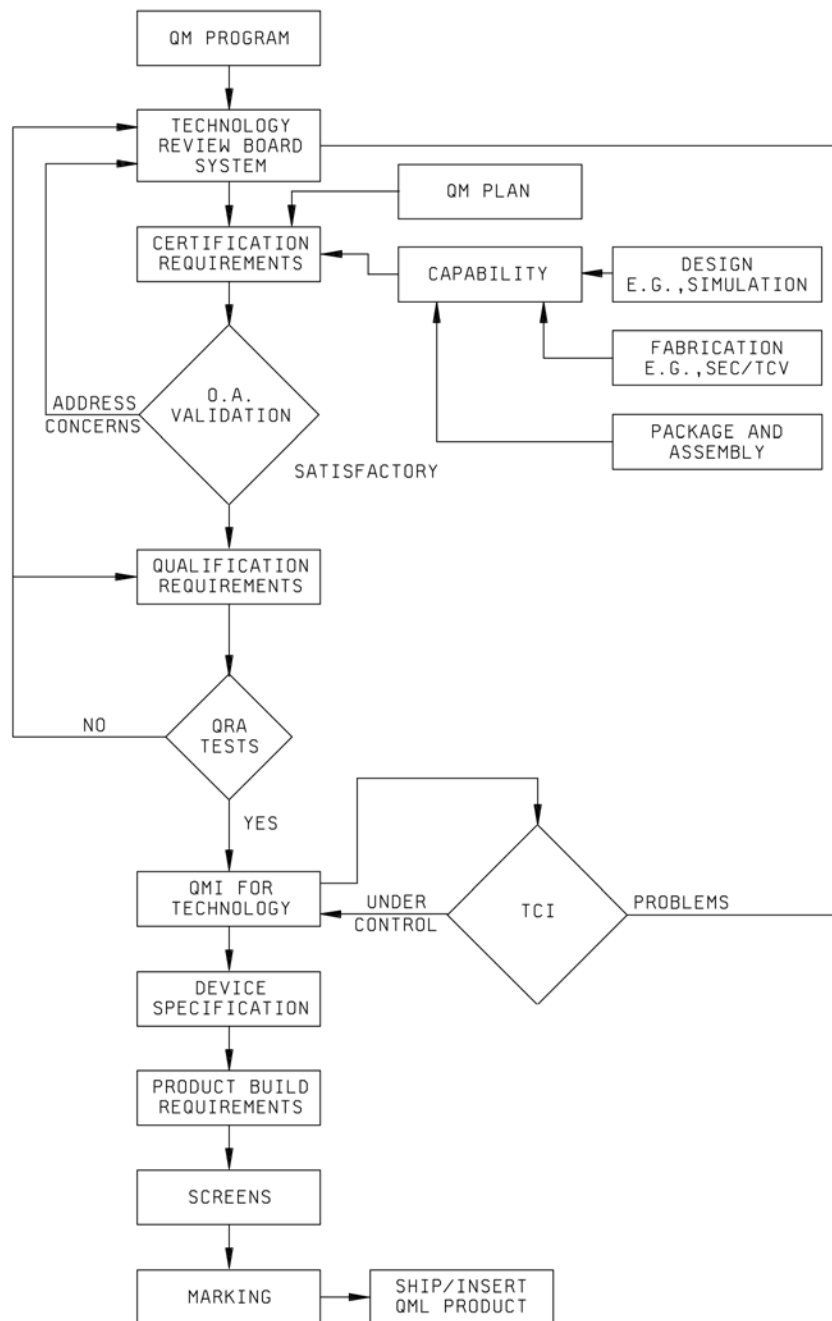 QM PROGRAM
TECHNOLOGY
REVIEW BOARD
SYSTEM
QM PLAN
CERTIFICATION
REQUIREMENTS
CAPABILITY
DESIGN
E.G.,SIMULATION
FABRICATION
E.G.,SEC/TCV
PACKAGE AND
ASSEMBLY
O.A.
VALIDATION
ADDRESS
CONCERNS
SATISFACTORY
QUALIFICATION
REQUIREMENTS
QRA
TESTS
NO
YES
QMI FOR
TECHNOLOGY
UNDER
CONTROL
TCI
PROBLEMS
DEVICE
SPECIFICATION
PRODUCT BUILD
REQUIREMENTS
SCREENS
MARKING
SHIP/INSERT
QML PRODUCT